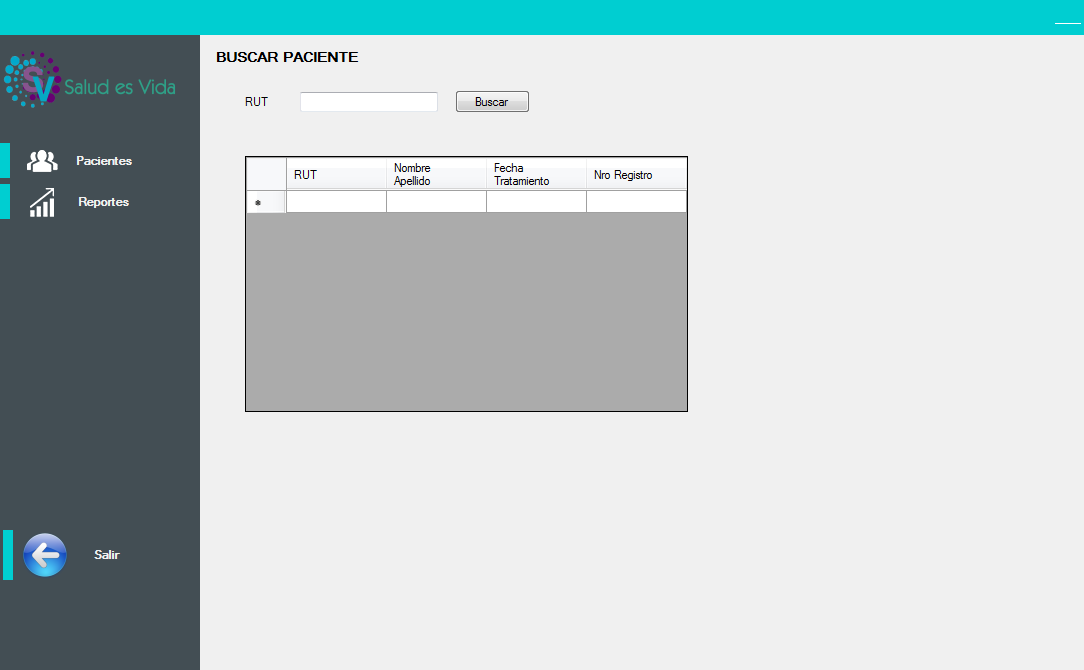 BUSCAR PACIENTE
SV Salud es Vida
RUT
Buscar
Pacientes
Reportes
RUT
Nombre
Apellido
Fecha
Tratamiento
Nro Registro
Salir